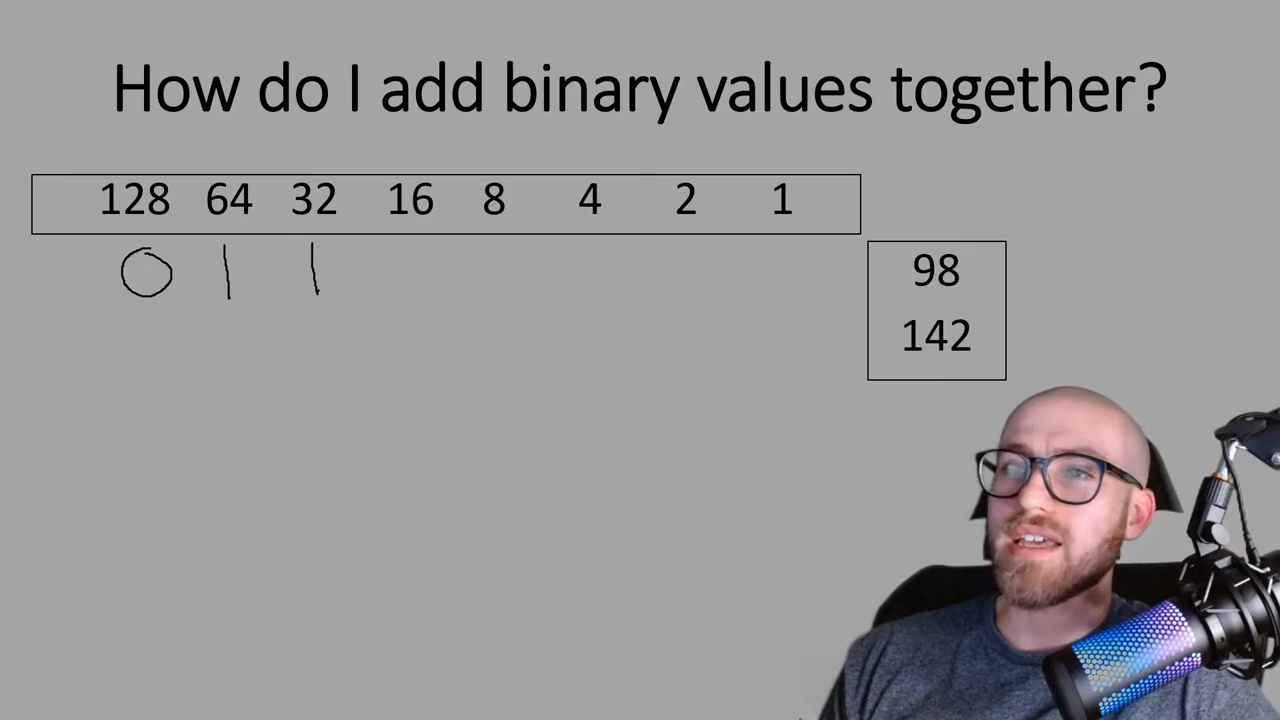 How do I add binary values together?
128 64 32 16 8 4 2 1
0 1 1
98
142